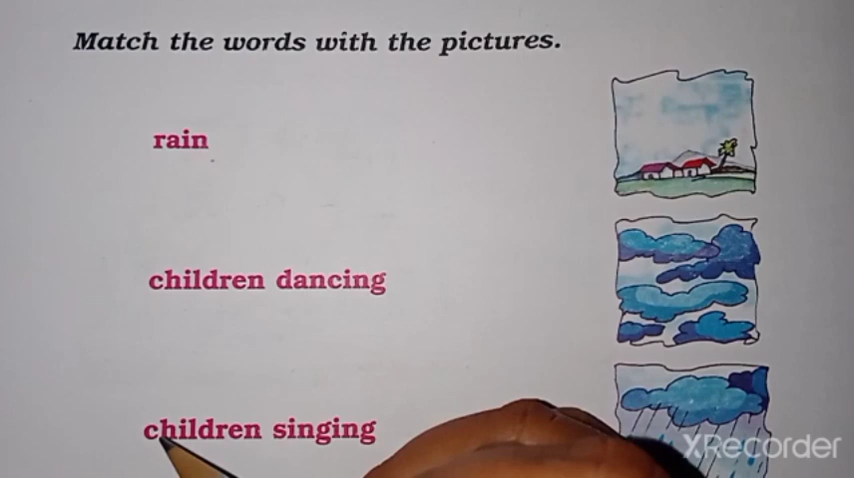 Match the words with the pictures.
rain
children dancing
children singing
XRecorder